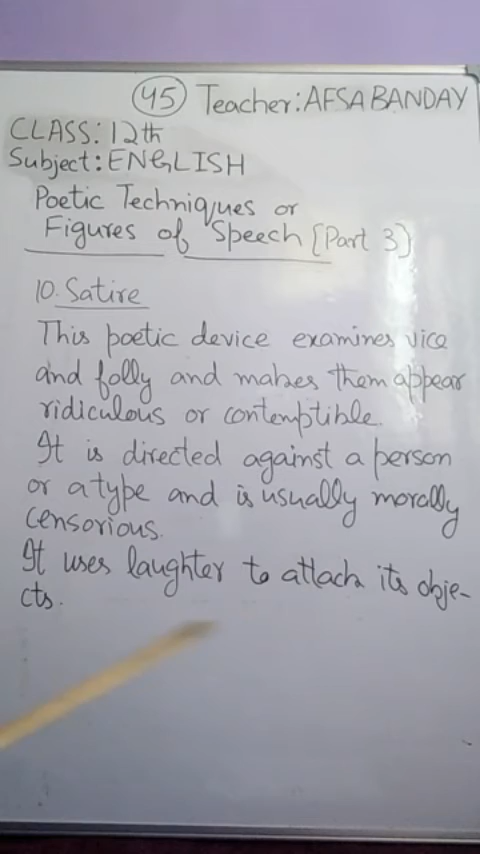 45 Teacher: AFSA BANDAY
CLASS: 12th
Subject: ENGLISH
Poetic Techniques or
Figures of Speech [Part 3]
10. Satire
This poetic device examines vice
and folly and makes them appear
ridiculous or contemptible.
It is directed against a person
or a type and is usually morally
censorious.
It uses laughter to attack its obje-
cts.